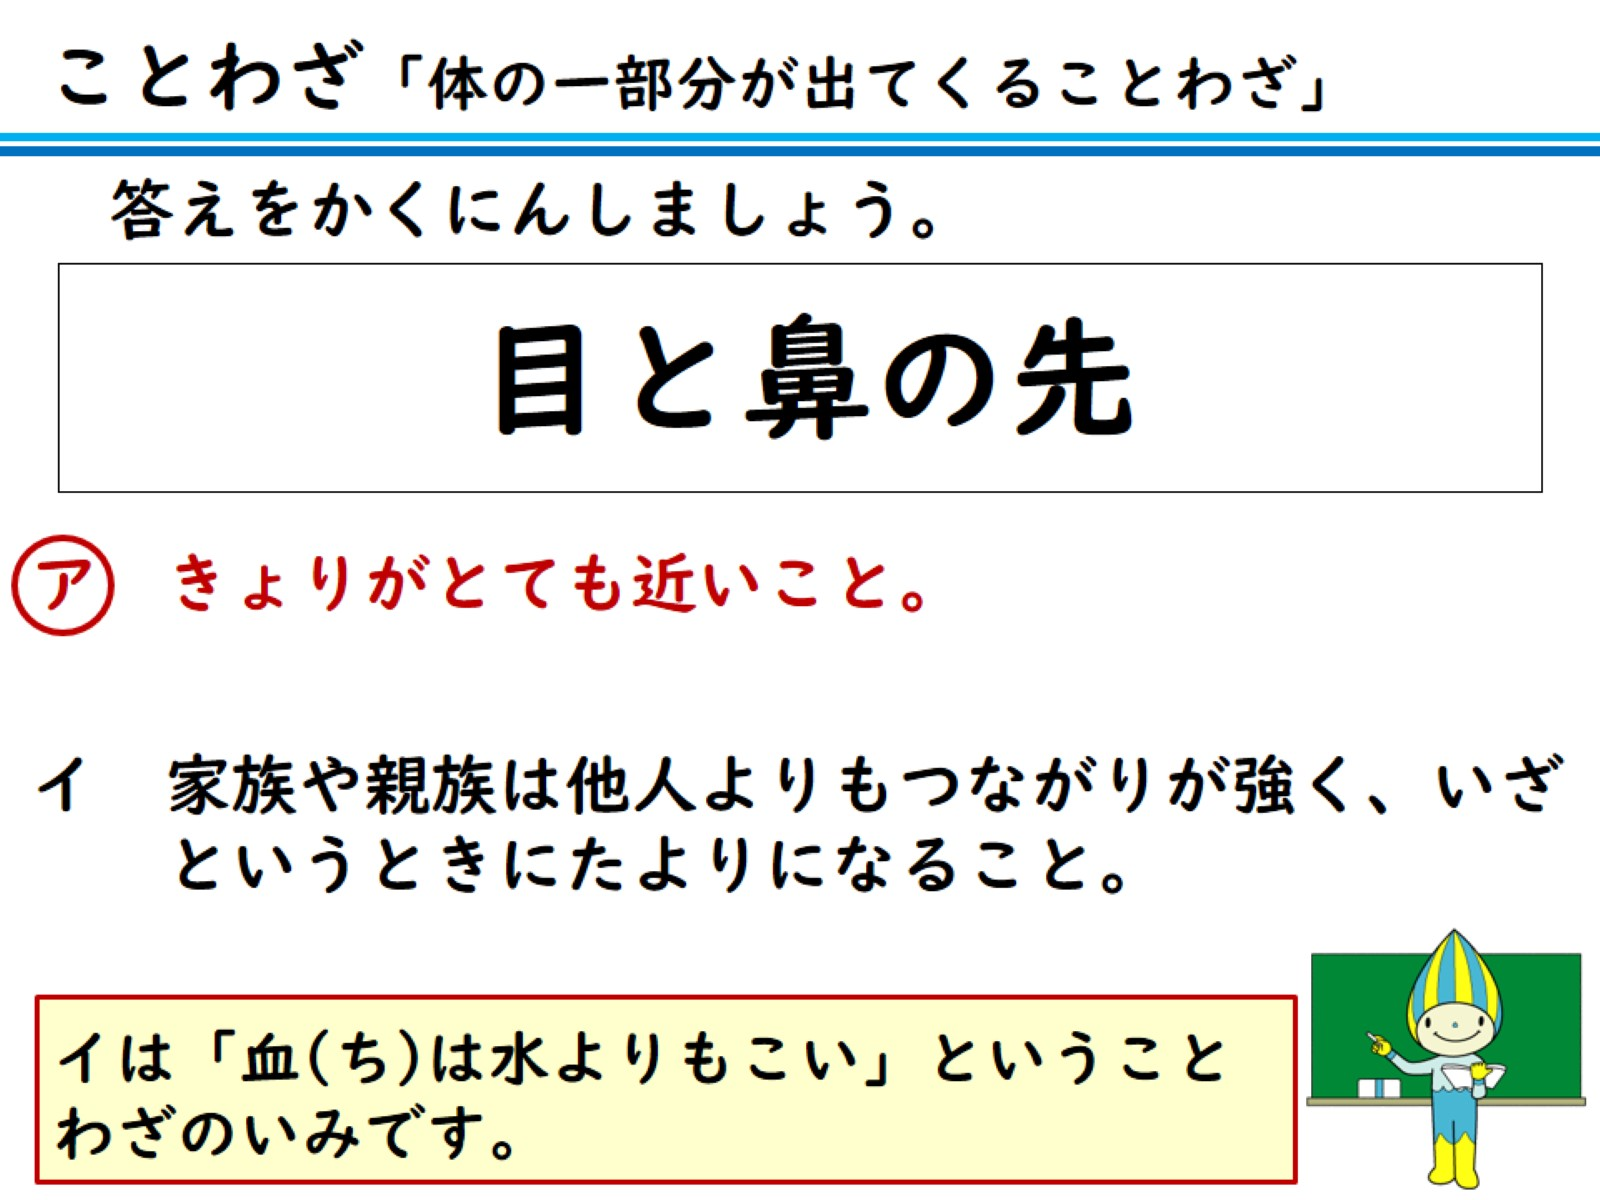 ことわざ「体の一部分が出てくることわざ」
答えをかくにんしましょう。
目と鼻の先
ア きょりがとても近いこと。
イ 家族や親族は他人よりもつながりが強く、いざ
というときにたよりになること。
イは「血(ち)は水よりもこい」ということ
わざのいみです。